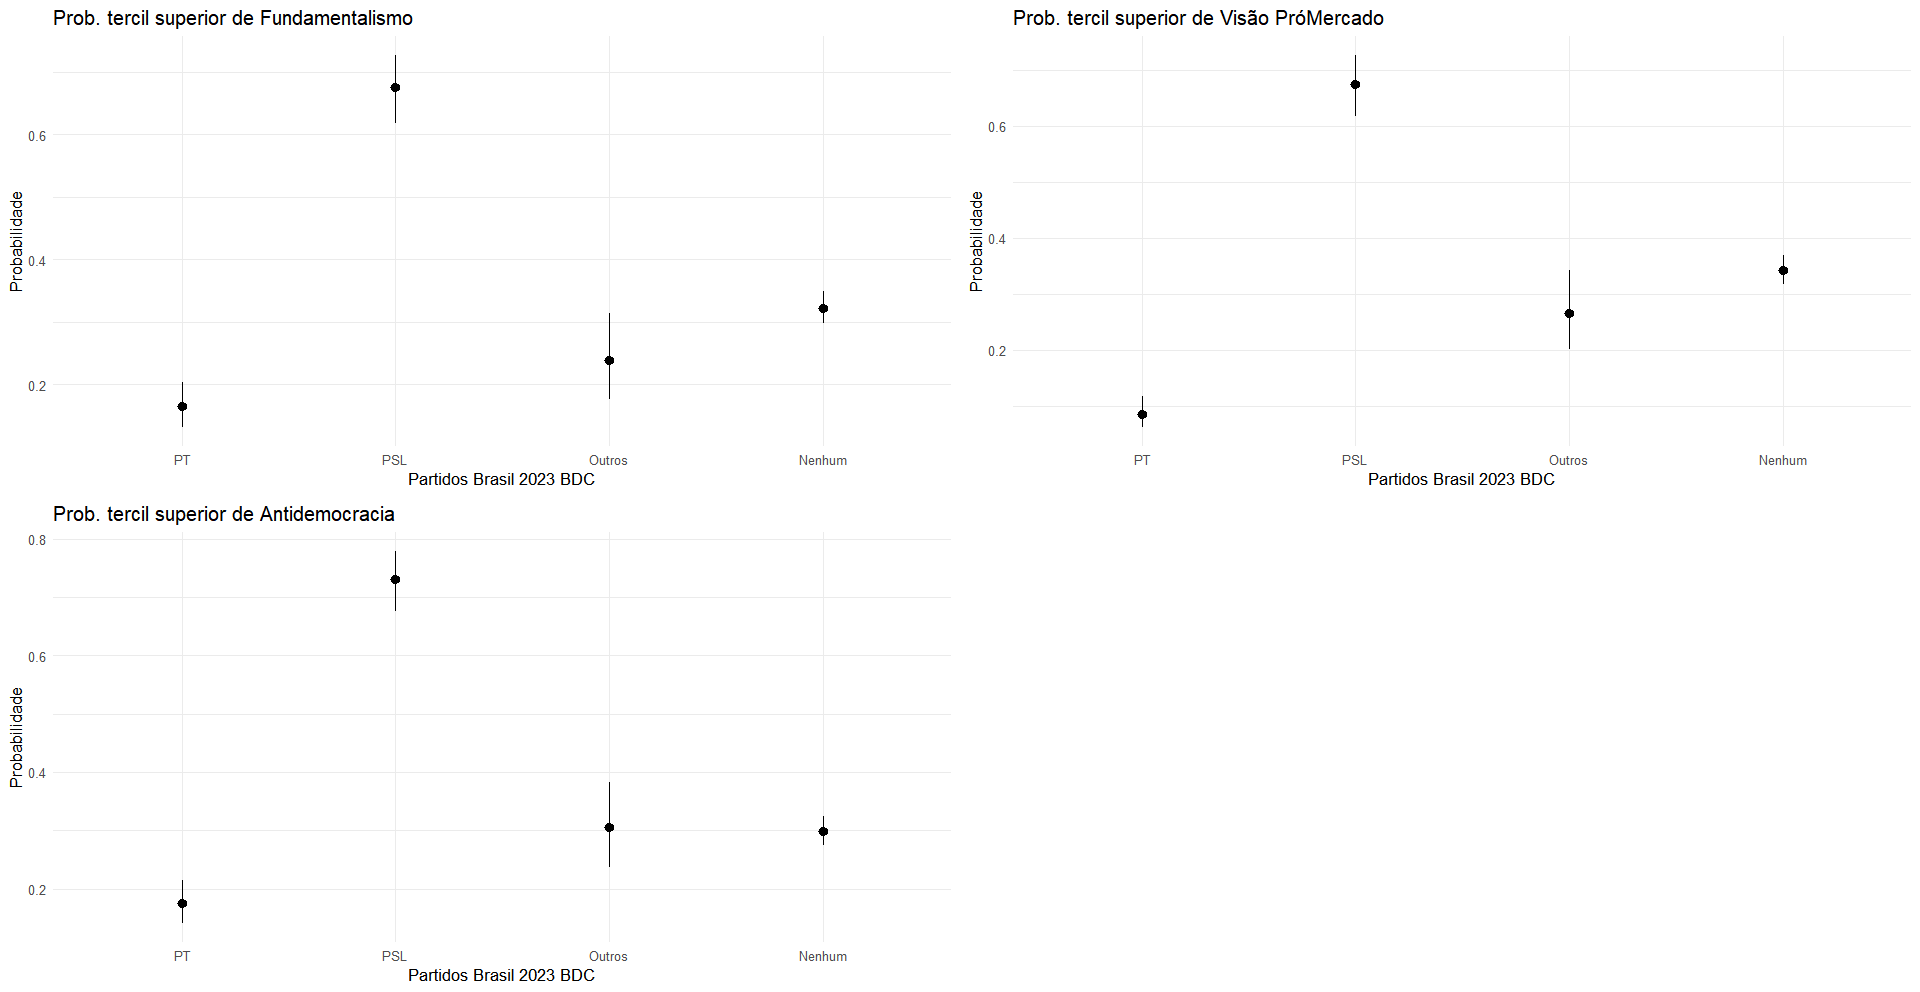 Prob. tercil superior de Fundamentalismo
Probabilidade
0.6
0.4
0.2
PT PSL Outros Nenhum
Partidos Brasil 2023 BDC
Prob. tercil superior de Visão PróMercado
Probabilidade
0.6
0.4
0.2
PT PSL Outros Nenhum
Partidos Brasil 2023 BDC
Prob. tercil superior de Antidemocracia
Probabilidade
0.8
0.6
0.4
0.2
PT PSL Outros Nenhum
Partidos Brasil 2023 BDC